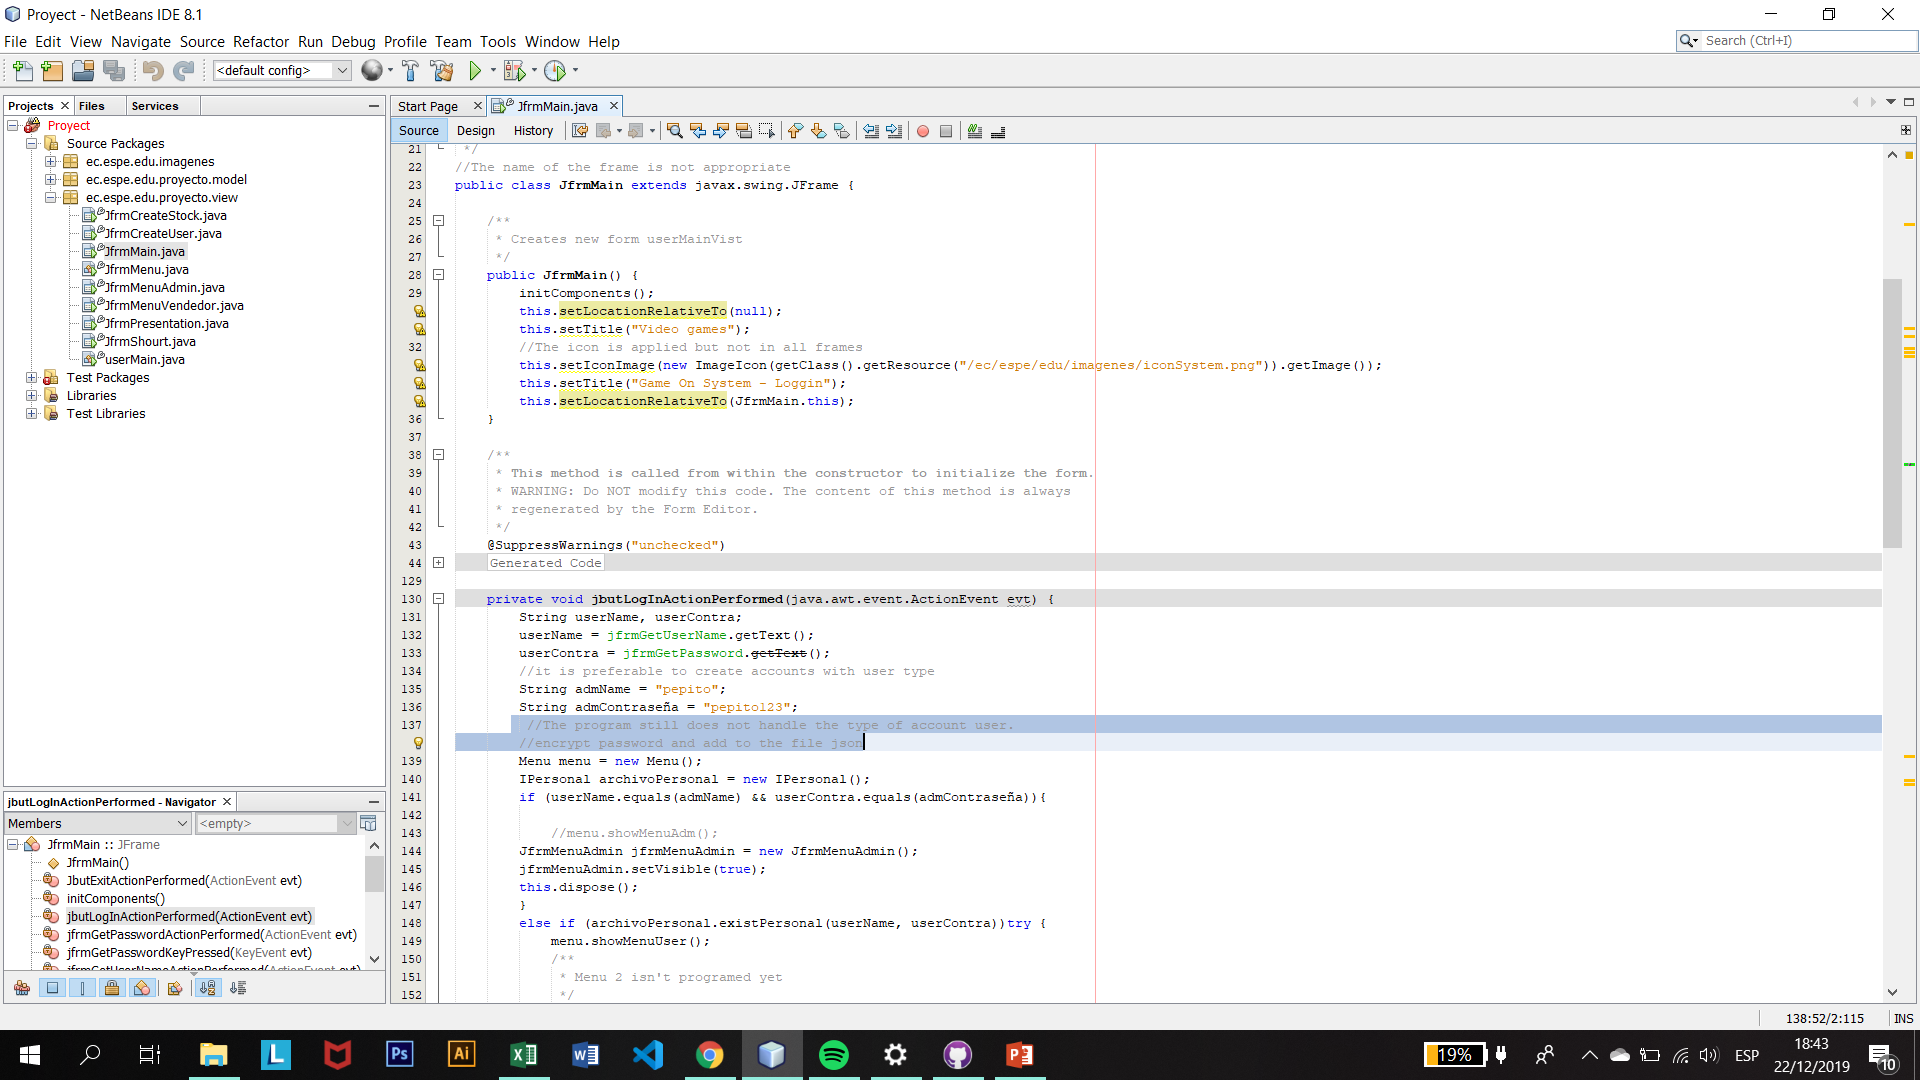 Proyect - NetBeans IDE 8.1
File Edit View Navigate Source Refactor Run Debug Profile Team Tools Window Help
Search (Ctrl+I)
<default config>
Projects Files Services
Start Page JfrmMain.java
Source Design History
Proyect
Source Packages
ec.espe.edu.imagenes
ec.espe.edu.proyecto.model
ec.espe.edu.proyecto.view
JfrmCreateStock.java
JfrmCreateUser.java
JfrmMain.java
JfrmMenu.java
JfrmMenuAdmin.java
JfrmMenuVendedor.java
JfrmPresentation.java
JfrmShourt.java
userMain.java
Test Packages
Libraries
Test Libraries
jbutLogInActionPerformed - Navigator
Members <empty>
JfrmMain :: JFrame
JfrmMain()
JbutExitActionPerformed(ActionEvent evt)
initComponents()
jbutLogInActionPerformed(ActionEvent evt)
jfrmGetPasswordActionPerformed(ActionEvent evt)
jfrmGetPasswordKeyPressed(KeyEvent evt)
jfrmGetUserNameActionPerformed(ActionEvent evt)
21 */
22 //The name of the frame is not appropriate
23 public class JfrmMain extends javax.swing.JFrame {
24
25 /**
26 * Creates new form userMainVist
27 */
28 public JfrmMain() {
29 initComponents();
this.setLocationRelativeTo(null);
this.setTitle("Video games");
32 //The icon is applied but not in all frames
this.setIconImage(new ImageIcon(getClass().getResource("/ec/espe/edu/imagenes/iconSystem.png")).getImage());
this.setTitle("Game On System - Loggin");
this.setLocationRelativeTo(JfrmMain.this);
36 }
37
38 /**
39 * This method is called from within the constructor to initialize the form.
40 * WARNING: Do NOT modify this code. The content of this method is always
41 * regenerated by the Form Editor.
42 */
43 @SuppressWarnings("unchecked")
44 Generated Code
129
130 private void jbutLogInActionPerformed(java.awt.event.ActionEvent evt) {
131 String userName, userContra;
132 userName = jfrmGetUserName.getText();
133 userContra = jfrmGetPassword.getText();
134 //it is preferable to create accounts with user type
135 String admName = "pepito";
136 String admContraseña = "pepito123";
137 //The program still does not handle the type of account user.
//encrypt password and add to the file json
139 Menu menu = new Menu();
140 IPersonal archivoPersonal = new IPersonal();
141 if (userName.equals(admName) && userContra.equals(admContraseña)){
142
143 //menu.showMenuAdm();
144 JfrmMenuAdmin jfrmMenuAdmin = new JfrmMenuAdmin();
145 jfrmMenuAdmin.setVisible(true);
146 this.dispose();
147 }
148 else if (archivoPersonal.existPersonal(userName, userContra))try {
149 menu.showMenuUser();
150 /**
151 * Menu 2 isn't programed yet
152 */
138:52/2:115 INS
19% ESP 18:43
22/12/2019
10